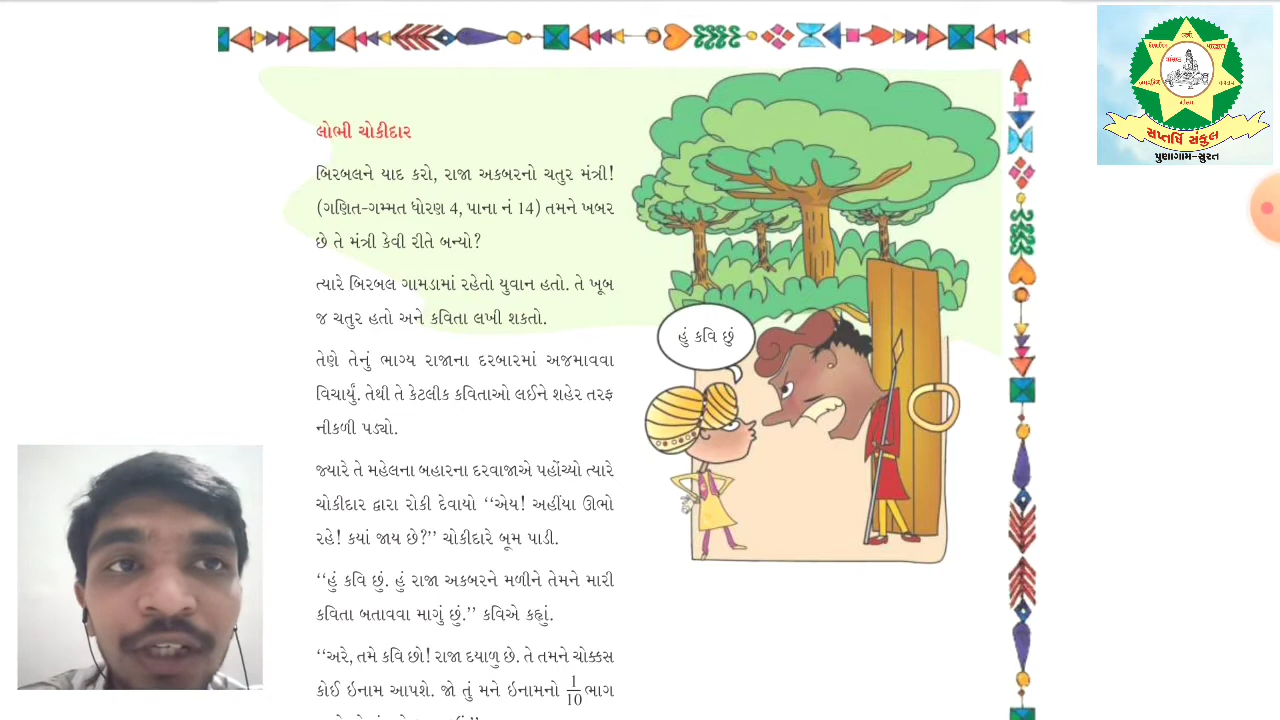 લોભી ચોકીદાર
બિરબલને યાદ કરો, રાજા અકબરનો ચતુર મંત્રી!
(ગણિત-ગમ્મત ધોરણ 4, પાના નં 14) તમને ખબર
છે તે મંત્રી કેવી રીતે બન્યો?
ત્યારે બિરબલ ગામડામાં રહેતો યુવાન હતો. તે ખૂબ
જ ચતુર હતો અને કવિતા લખી શકતો.
તેણે તેનું ભાગ્ય રાજાના દરબારમાં અજમાવવા
વિચાર્યું. તેથી તે કેટલીક કવિતાઓ લઈને શહેર તરફ
નીકળી પડ્યો.
જ્યારે તે મહેલના બહારના દરવાજાએ પહોંચ્યો ત્યારે
ચોકીદાર દ્વારા રોકી દેવાયો ‘‘એય! અહીંયા ઊભો
રહે! કયાં જાય છે?’’ ચોકીદારે બૂમ પાડી.
‘‘હું કવિ છું. હું રાજા અકબરને મળીને તેમને મારી
કવિતા બતાવવા માગું છું.’’ કવિએ કહ્યું.
‘‘અરે, તમે કવિ છો! રાજા દયાળુ છે. તે તમને ચોક્કસ
કોઈ ઇનામ આપશે. જો તું મને ઇનામનો 1/10 ભાગ
હું કવિ છું
સપ્તર્ષિ સંકુલ
પુણાગામ-સુરત